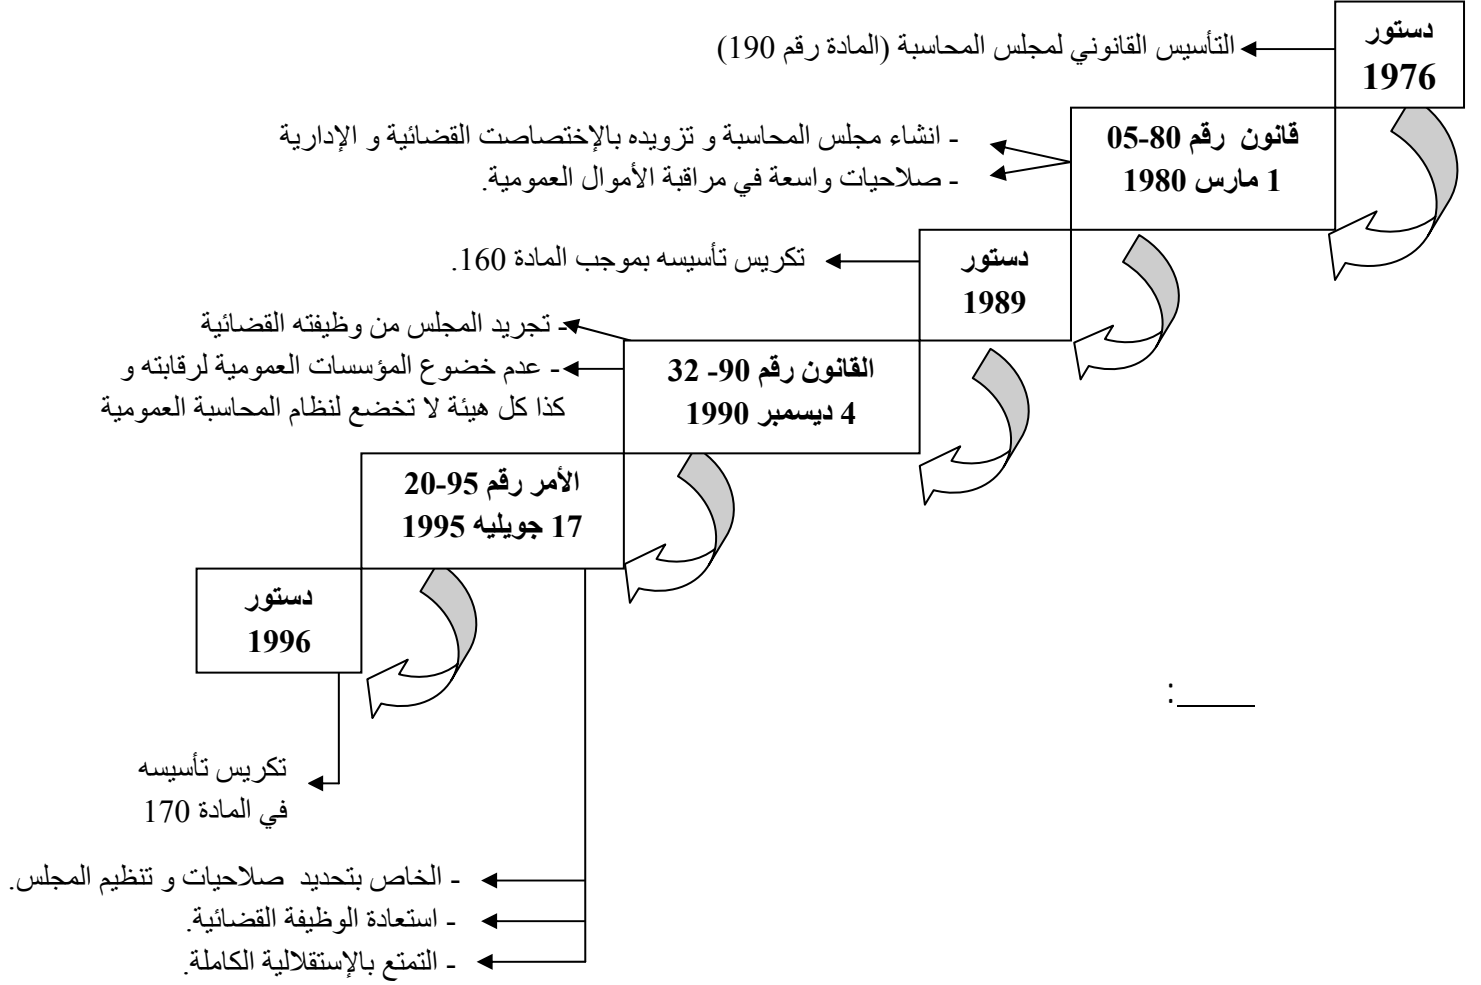 دستور
1976
التأسيس القانوني لمجلس المحاسبة (المادة رقم 190)
قانون رقم 80-05
1 مارس 1980
- انشاء مجلس المحاسبة و تزويده بالإختصاصت القضائية و الإدارية
- صلاحيات واسعة في مراقبة الأموال العمومية.
دستور
1989
تكريس تأسيسه بموجب المادة 160.
القانون رقم 90- 32
4 ديسمبر 1990
- تجريد المجلس من وظيفته القضائية
- عدم خضوع المؤسسات العمومية لرقابته و
كذا كل هيئة لا تخضع لنظام المحاسبة العمومية
الأمر رقم 95-20
17 جويليه 1995
دستور
1996
:
تكريس تأسيسه
في المادة 170
- الخاص بتحديد صلاحيات و تنظيم المجلس.
- استعادة الوظيفة القضائية.
- التمتع بالإستقلالية الكاملة.